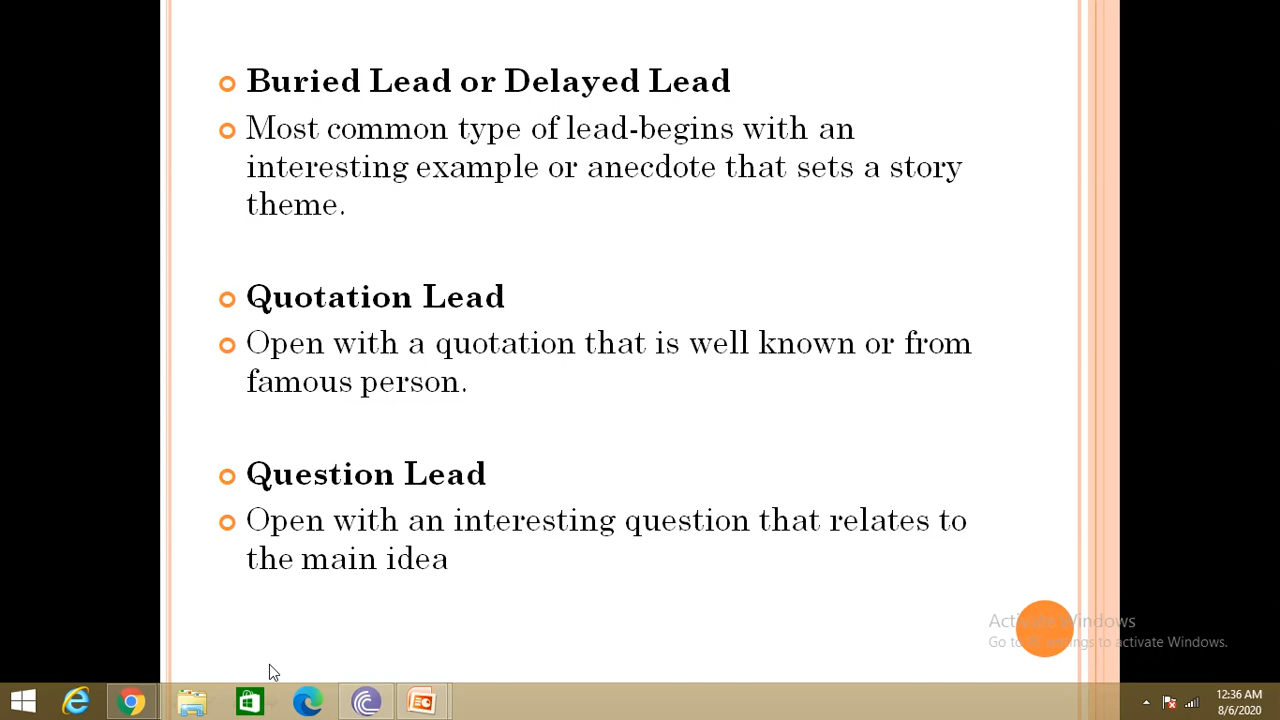 Buried Lead or Delayed Lead
Most common type of lead-begins with an
interesting example or anecdote that sets a story
theme.
Quotation Lead
Open with a quotation that is well known or from
famous person.
Question Lead
Open with an interesting question that relates to
the main idea
Activate Windows
Go to PC settings to activate Windows.
12:36 AM
8/6/2020